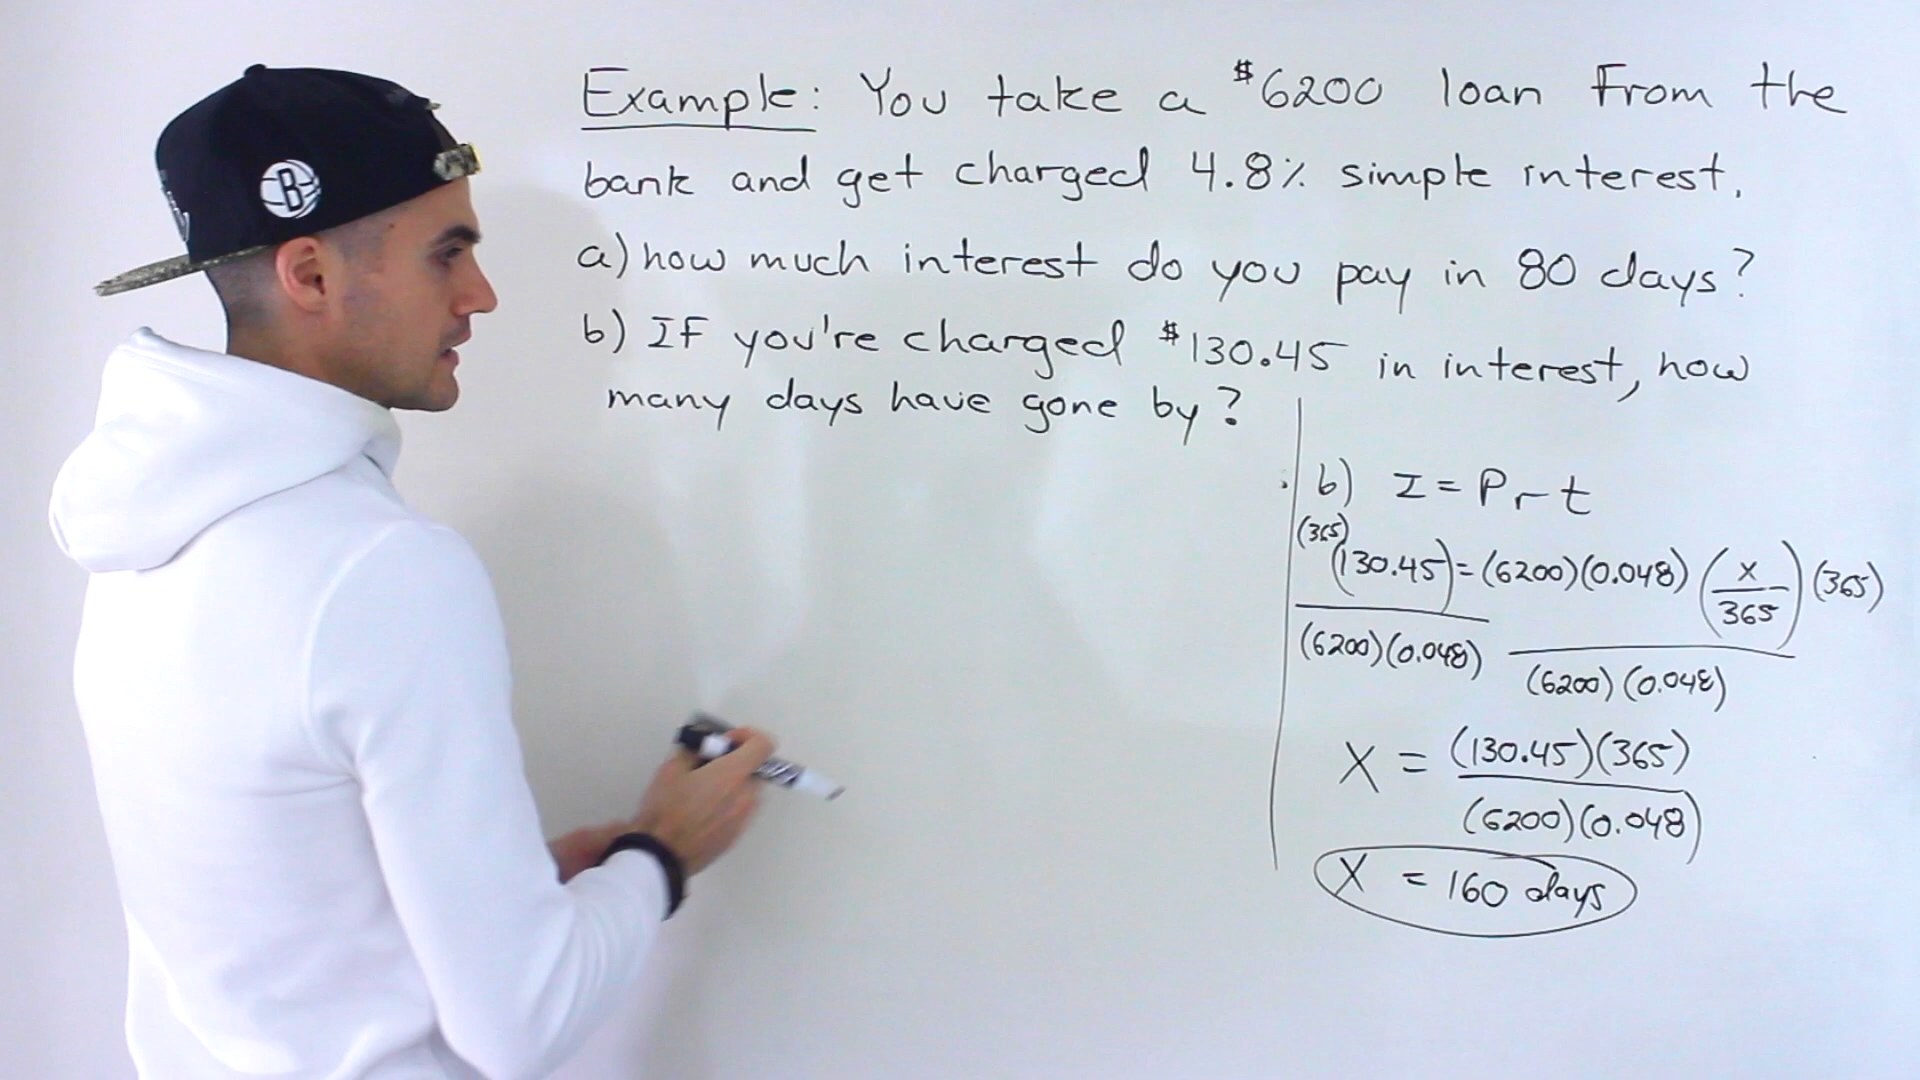 Example: You take a $6200 loan from the
bank and get charged 4.8% simple interest.
a) how much interest do you pay in 80 days?
b) If you're charged $130.45 in interest, how
many days have gone by?
b) I = Prt
(365)(130.45) = (6200)(0.048)(x/365)(365)
(6200)(0.048) (6200)(0.048)
X = (130.45)(365)
(6200)(0.048)
X = 160 days
B